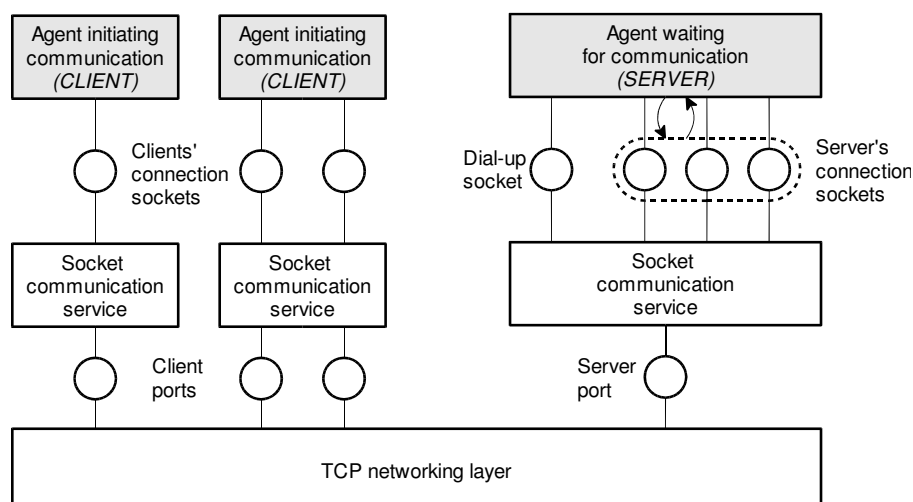 Agent initiating
communication
(CLIENT)
Agent initiating
communication
(CLIENT)
Agent waiting
for communication
(SERVER)
Clients'
connection
sockets
Dial-up
socket
Server's
connection
sockets
Socket
communication
service
Socket
communication
service
Socket
communication
service
Client
ports
Server
port
TCP networking layer